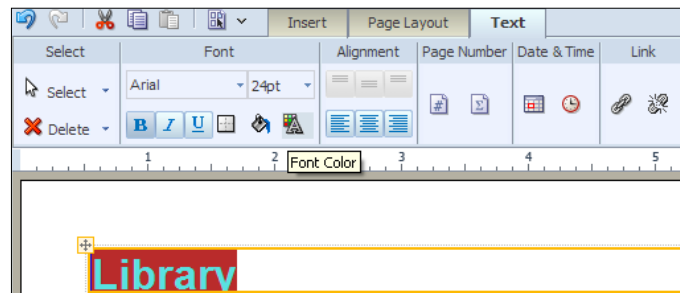 Insert Page Layout Text
Select Font Alignment Page Number Date & Time Link
Select Arial 24pt
Delete B I U
1 2 3 4 5
Font Color
Library